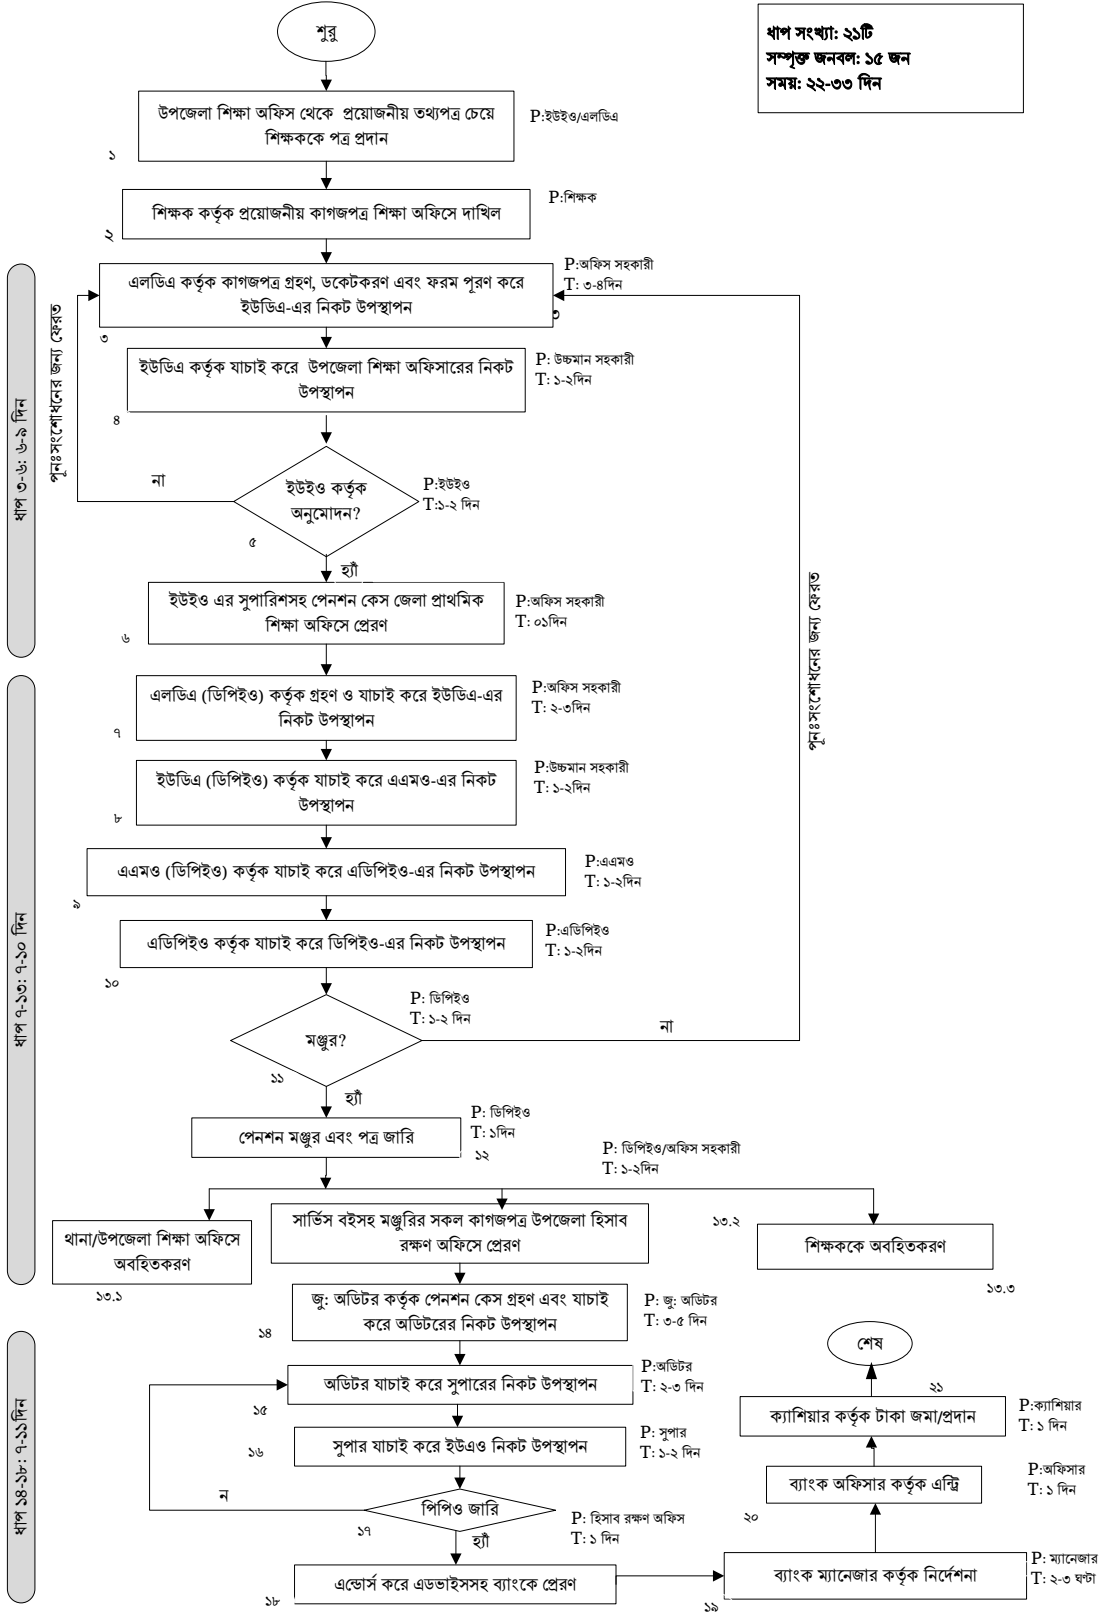 শুরু
ধাপ সংখ্যা: ২১টি
সম্পৃক্ত জনবল: ১৫ জন
সময়: ২২-৩৩ দিন
উপজেলা শিক্ষা অফিস থেকে প্রয়োজনীয় তথ্যপত্র চেয়ে
শিক্ষককে পত্র প্রদান
P:ইউইও/এলডিএ
১
শিক্ষক কর্তৃক প্রয়োজনীয় কাগজপত্র শিক্ষা অফিসে দাখিল
P:শিক্ষক
২
ধাপ ৩-৬: ৬-৯ দিন
পূনঃসংশোধনের জন্য ফেরত
এলডিএ কর্তৃক কাগজপত্র গ্রহণ, ডকেটকরণ এবং ফরম পূরণ করে
ইউডিএ-এর নিকট উপস্থাপন
P:অফিস সহকারী
T: ৩-৪দিন
৩
৩
ইউডিএ কর্তৃক যাচাই করে উপজেলা শিক্ষা অফিসারের নিকট
উপস্থাপন
P: উচ্চমান সহকারী
T: ১-২দিন
৪
না
ইউইও কর্তৃক
অনুমোদন?
P:ইউইও
T:১-২ দিন
৫
হ্যাঁ
ইউইও এর সুপারিশসহ পেনশন কেস জেলা প্রাথমিক
শিক্ষা অফিসে প্রেরণ
P:অফিস সহকারী
T: ০১দিন
৬
পূনঃসংশোধনের জন্য ফেরত
ধাপ ৭-১৩: ৭-১০ দিন
এলডিএ (ডিপিইও) কর্তৃক গ্রহণ ও যাচাই করে ইউডিএ-এর
নিকট উপস্থাপন
P:অফিস সহকারী
T: ২-৩দিন
৭
ইউডিএ (ডিপিইও) কর্তৃক যাচাই করে এএমও-এর নিকট
উপস্থাপন
P:উচ্চমান সহকারী
T: ১-২দিন
৮
এএমও (ডিপিইও) কর্তৃক যাচাই করে এডিপিইও-এর নিকট উপস্থাপন
P:এএমও
T: ১-২দিন
৯
এডিপিইও কর্তৃক যাচাই করে ডিপিইও-এর নিকট উপস্থাপন
P:এডিপিইও
T: ১-২দিন
১০
P: ডিপিইও
T: ১-২ দিন
মঞ্জুর?
না
১১
হ্যাঁ
পেনশন মঞ্জুর এবং পত্র জারি
P: ডিপিইও
T: ১দিন
১২
P: ডিপিইও/অফিস সহকারী
T: ১-২দিন
থানা/উপজেলা শিক্ষা অফিসে
অবহিতকরণ
১৩.১
সার্ভিস বইসহ মঞ্জুরির সকল কাগজপত্র উপজেলা হিসাব
রক্ষণ অফিসে প্রেরণ
১৩.২
শিক্ষককে অবহিতকরণ
১৩.৩
ধাপ ১৪-১৮: ৭-১১দিন
জু: অডিটর কর্তৃক পেনশন কেস গ্রহণ এবং যাচাই
করে অডিটরের নিকট উপস্থাপন
P: জু: অডিটর
T: ৩-৫ দিন
১৪
অডিটর যাচাই করে সুপারের নিকট উপস্থাপন
P:অডিটর
T: ২-৩ দিন
১৫
সুপার যাচাই করে ইউএও নিকট উপস্থাপন
P: সুপার
T: ১-২ দিন
১৬
ন
পিপিও জারি
১৭
হ্যাঁ
P: হিসাব রক্ষণ অফিস
T: ১ দিন
এন্ডোর্স করে এডভাইসসহ ব্যাংকে প্রেরণ
১৮
শেষ
২১
ক্যাশিয়ার কর্তৃক টাকা জমা/প্রদান
P:ক্যাশিয়ার
T: ১ দিন
ব্যাংক অফিসার কর্তৃক এন্ট্রি
P:অফিসার
T: ১ দিন
২০
ব্যাংক ম্যানেজার কর্তৃক নির্দেশনা
P: ম্যানেজার
T: ২-৩ ঘণ্টা
১৯